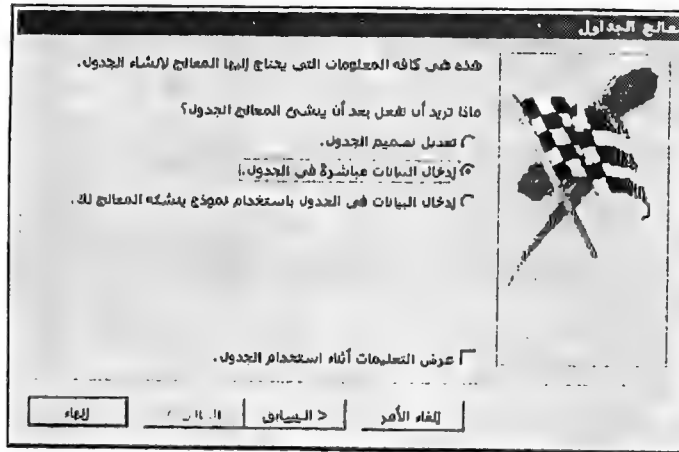 معالج الجداول
هذه هي كافه المعلومات التي يحتاج إليها المعالج لإنشاء الجدول.
ماذا تريد أن تفعل بعد أن ينشئ المعالج الجدول؟
تعديل تصميم الجدول.
إدخال البيانات مباشرة في الجدول.
إدخال البيانات في الجدول باستخدام نموذج ينشئه المعالج لك.
عرض التعليمات أثناء استخدام الجدول.
إلغاء الأمر
< السابق
إنهاء